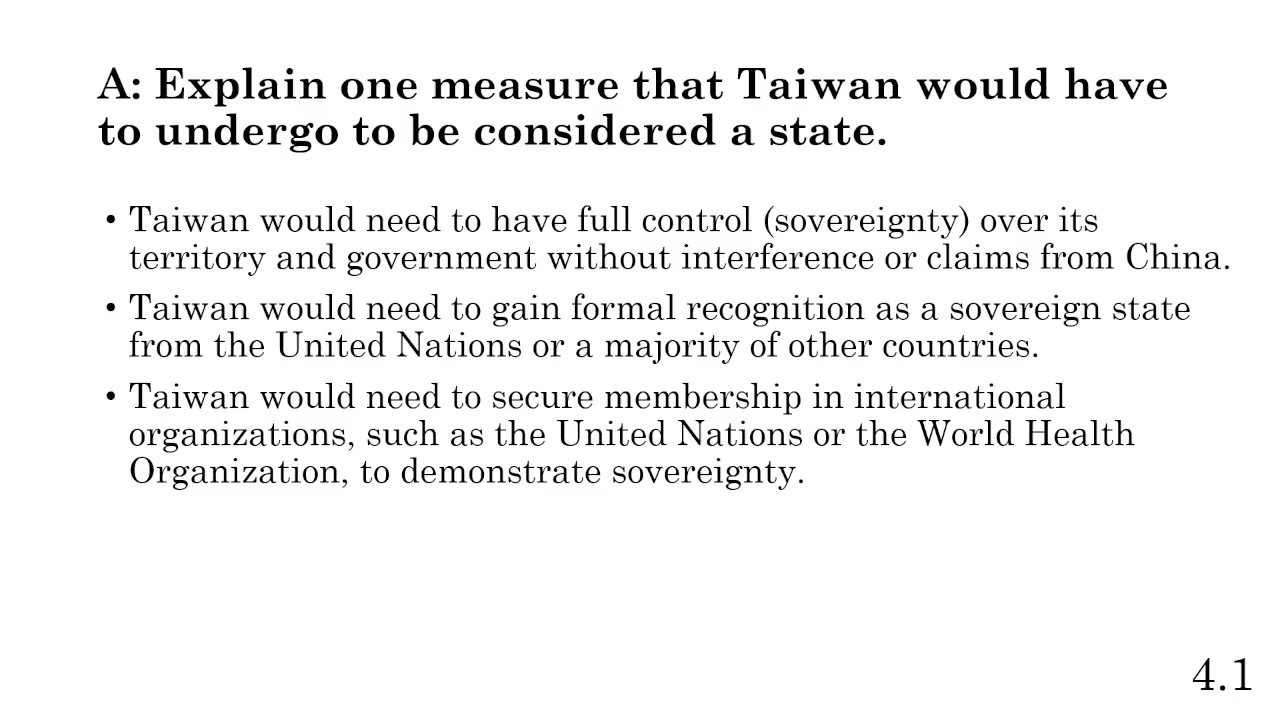 A: Explain one measure that Taiwan would have
to undergo to be considered a state.
• Taiwan would need to have full control (sovereignty) over its
territory and government without interference or claims from China.
• Taiwan would need to gain formal recognition as a sovereign state
from the United Nations or a majority of other countries.
• Taiwan would need to secure membership in international
organizations, such as the United Nations or the World Health
Organization, to demonstrate sovereignty.
4.1